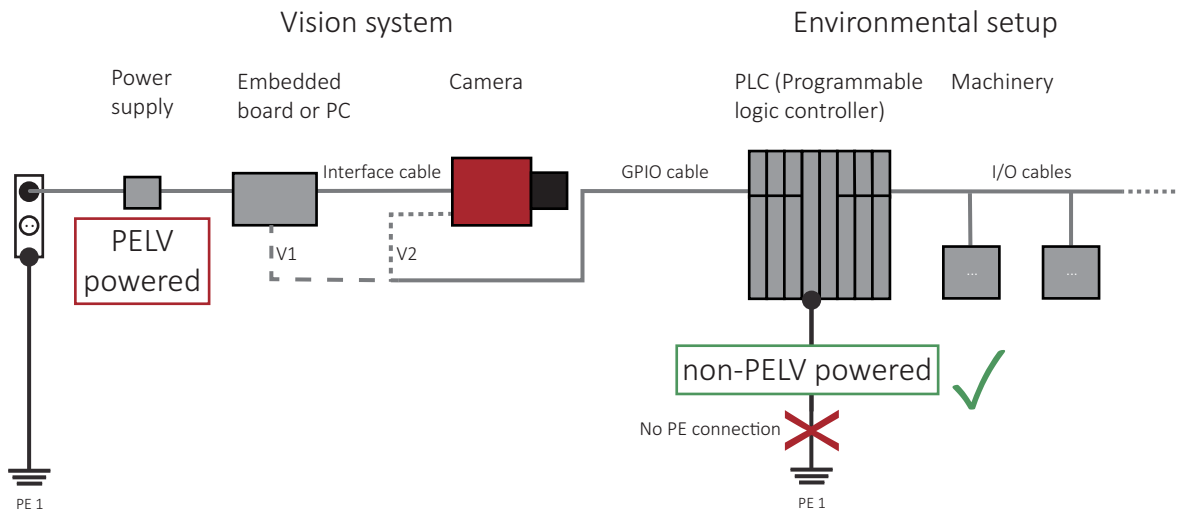 Vision system
Environmental setup
Power
supply
Embedded
board or PC
Camera
PLC (Programmable
logic controller)
Machinery
Interface cable
GPIO cable
I/O cables
PELV
powered
V1
V2
...
...
non-PELV powered
No PE connection
PE 1
PE 1